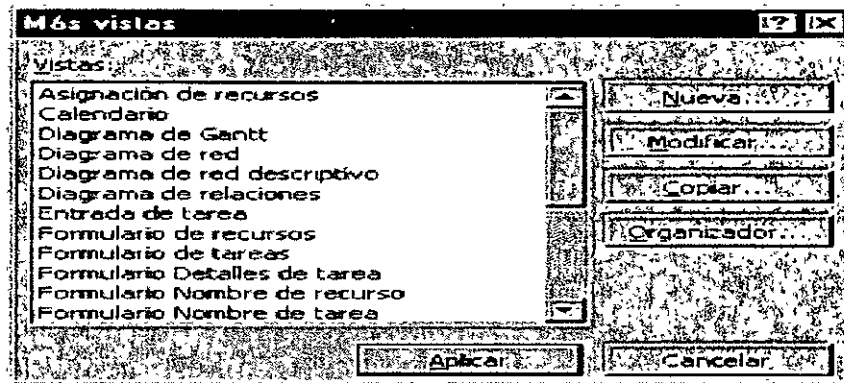 Más vistas
Vistas:
Asignación de recursos
Calendario
Diagrama de Gantt
Diagrama de red
Diagrama de red descriptivo
Diagrama de relaciones
Entrada de tarea
Formulario de recursos
Formulario de tareas
Formulario Detalles de tarea
Formulario Nombre de recurso
Formulario Nombre de tarea
Nueva...
Modificar...
Copiar...
Organizador...
Aplicar
Cancelar